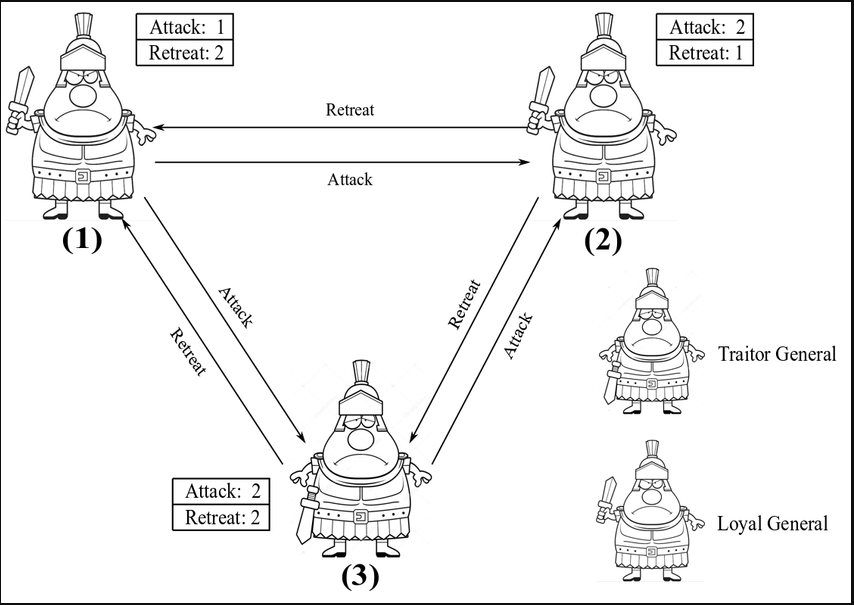 Attack: 1
Retreat: 2
Attack: 2
Retreat: 1
Retreat
Attack
(1)
(2)
Attack
Retreat
Retreat
Attack
Traitor General
Attack: 2
Retreat: 2
Loyal General
(3)